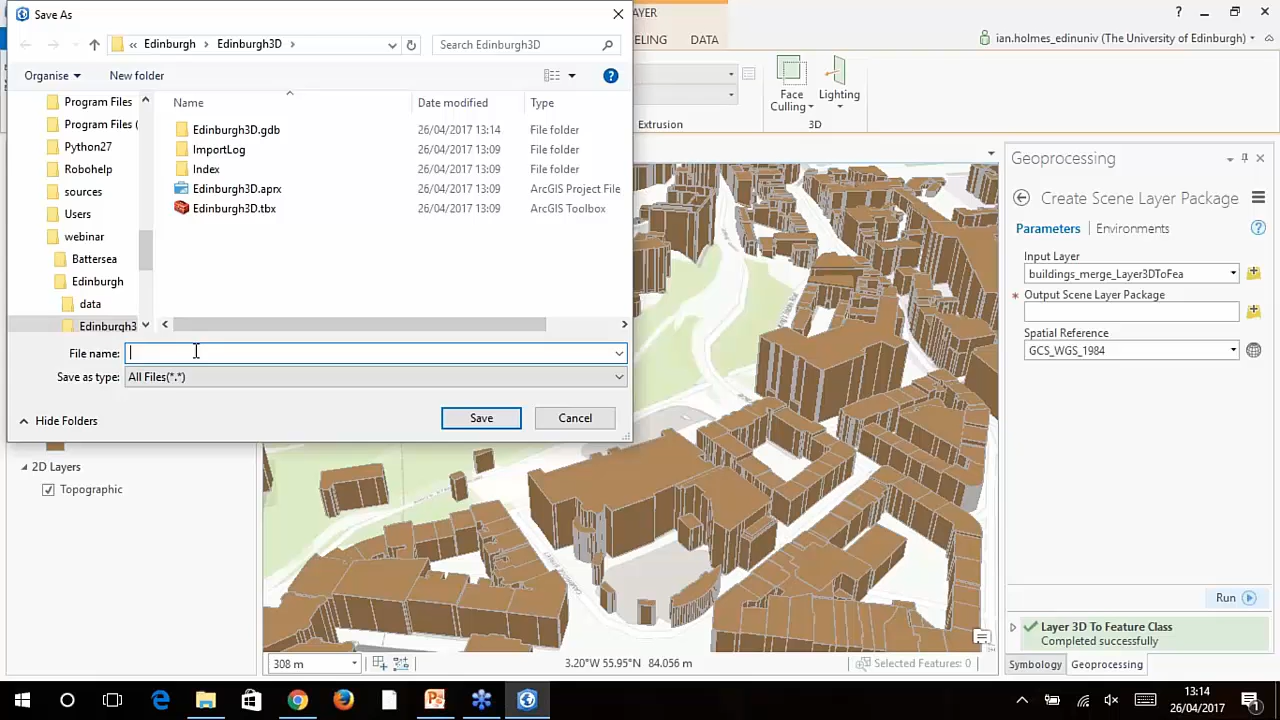 Save As
Edinburgh
Edinburgh3D
Search Edinburgh3D
Organise
New folder
Name
Date modified
Type
Edinburgh3D.gdb 26/04/2017 13:14 File folder
ImportLog 26/04/2017 13:09 File folder
Index 26/04/2017 13:09 File folder
Edinburgh3D.aprx 26/04/2017 13:09 ArcGIS Project File
Edinburgh3D.tbx 26/04/2017 13:09 ArcGIS Toolbox
Program Files
Program Files (
Python27
Robohelp
sources
Users
webinar
Battersea
Edinburgh
data
Edinburgh3
File name:
Save as type: All Files(*.*)
Hide Folders
Save
Cancel
2D Layers
Topographic
AYER
ELING
DATA
ian.holmes_edinuniv (The University of Edinburgh)
Face
Culling
Lighting
Extrusion
3D
Geoprocessing
Create Scene Layer Package
Parameters
Environments
Input Layer
buildings_merge_Layer3DToFea
* Output Scene Layer Package
Spatial Reference
GCS_WGS_1984
Run
Layer 3D To Feature Class
Completed successfully
Symbology
Geoprocessing
308 m
3.20°W 55.95°N 84.056 m
Selected Features: 0
13:14
26/04/2017
1